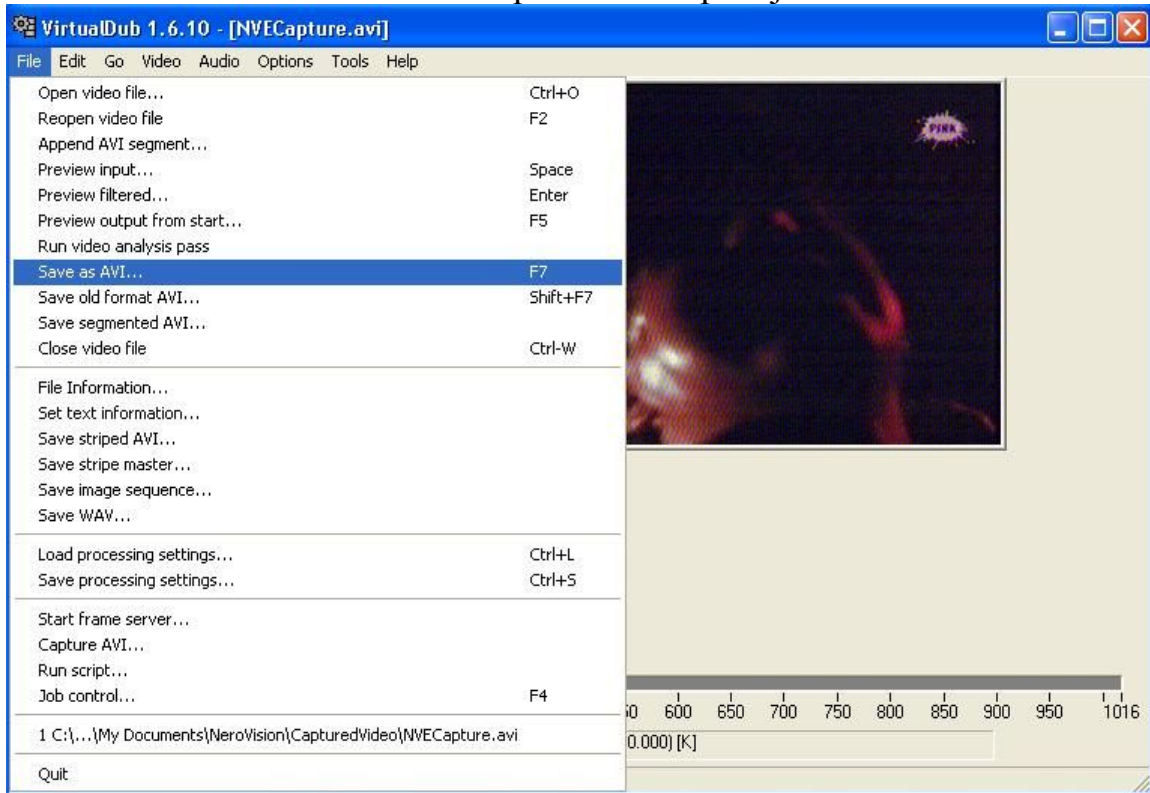 VirtualDub 1.6.10 - [NVECapture.avi]
File Edit Go Video Audio Options Tools Help
Open video file... Ctrl+O
Reopen video file F2
Append AVI segment...
Preview input... Space
Preview filtered... Enter
Preview output from start... F5
Run video analysis pass
Save as AVI... F7
Save old format AVI... Shift+F7
Save segmented AVI...
Close video file Ctrl-W
File Information...
Set text information...
Save striped AVI...
Save stripe master...
Save image sequence...
Save WAV...
Load processing settings... Ctrl+L
Save processing settings... Ctrl+S
Start frame server...
Capture AVI...
Run script...
Job control... F4
1 C:\...\My Documents\NeroVision\CapturedVideo\NVECapture.avi
Quit
PINK
600 650 700 750 800 850 900 950 1016
0.000) [K]